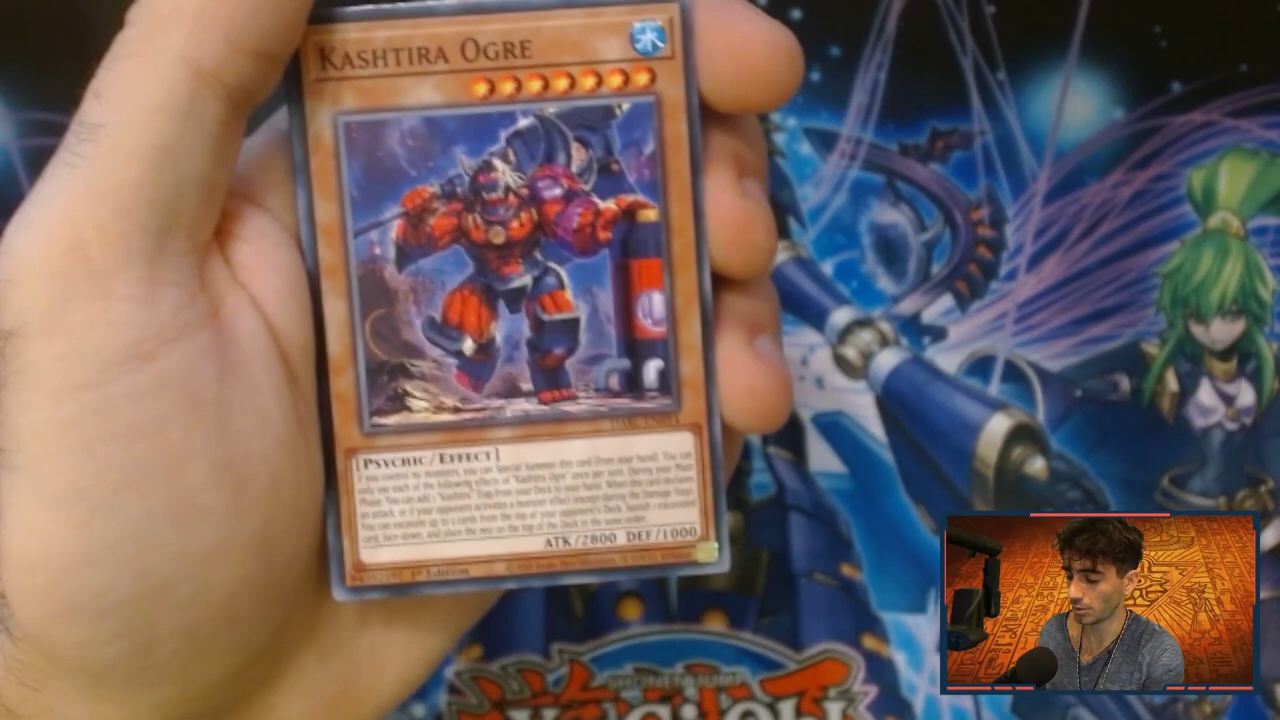 KASHTIRA OGRE
[PSYCHIC/EFFECT]
If you control no monsters, you can Special Summon this card (from your hand). You can
only use each of the following effects of "Kashtira Ogre" once per turn. During your Main
Phase: You can add 1 "Kashtira" Trap from your Deck to your hand. When this card declares
an attack, or if your opponent activates a monster effect (except during the Damage Step):
You can excavate up to 5 cards from the top of your opponent's Deck, banish 1 excavated
card, face-down, and place the rest on the top of the Deck in the same order.
ATK/2800 DEF/1000
1st Edition